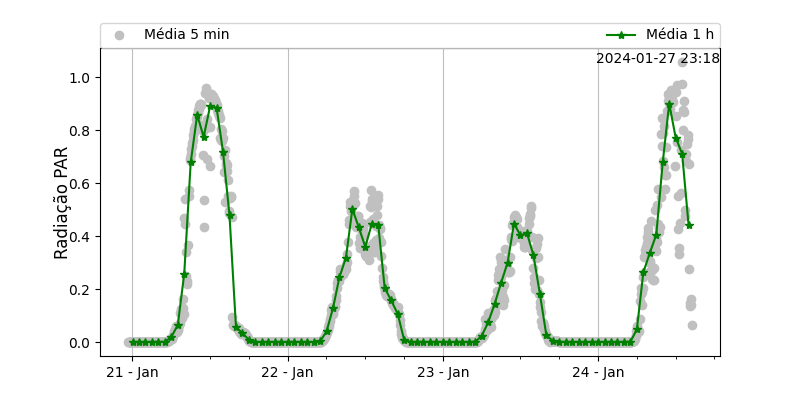 Média 5 min
Média 1 h
2024-01-27 23:18
Radiação PAR
1.0
0.8
0.6
0.4
0.2
0.0
21 - Jan
22 - Jan
23 - Jan
24 - Jan